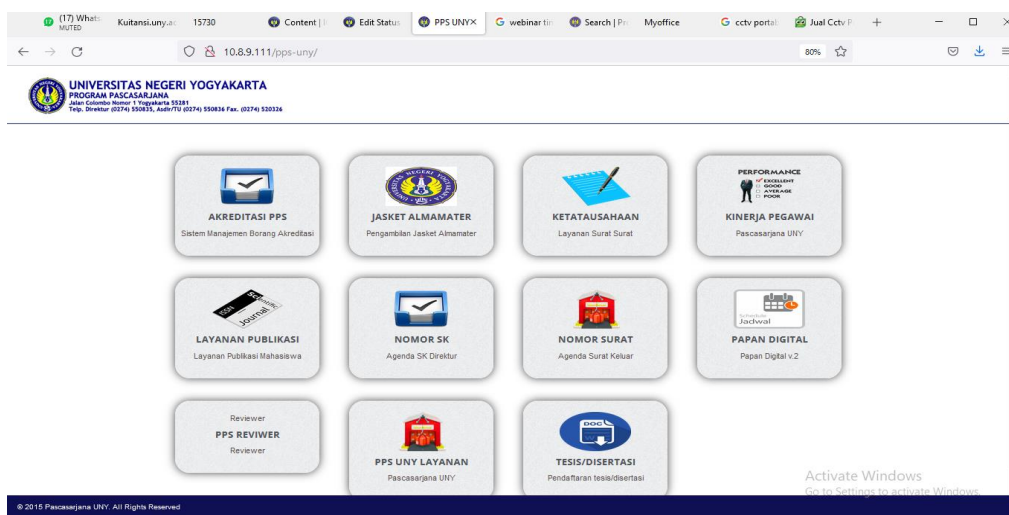 (17) Whats
MUTED
Kuitansi.uny.ac
15730
Content | I
Edit Status
PPS UNY
webinar tin
Search | Pr
Myoffice
cctv portab
Jual Cctv P
10.8.9.111/pps-uny/
80%
UNIVERSITAS NEGERI YOGYAKARTA
PROGRAM PASCASARJANA
Jalan Colombo Nomor 1 Yogyakarta 55281
Telp. Direktur (0274) 550835, Asdir/TU (0274) 550836 Fax. (0274) 520326
AKREDITASI PPS
Sistem Manajemen Borang Akreditasi
JASKET ALMAMATER
Pengambilan Jasket Almamater
KETATAUSAHAAN
Layanan Surat Surat
PERFORMANCE
EXCELLENT
GOOD
AVERAGE
POOR
KINERJA PEGAWAI
Pascasarjana UNY
ISSN
Scientific
Journal
LAYANAN PUBLIKASI
Layanan Publikasi Mahasiswa
NOMOR SK
Agenda SK Direktur
NOMOR SURAT
Agenda Surat Keluar
Schedule
Jadwal
PAPAN DIGITAL
Papan Digital v.2
Reviewer
PPS REVIWER
Reviewer
PPS UNY LAYANAN
Pascasarjana UNY
DOC
TESIS/DISERTASI
Pendaftaran tesis/disertasi
Activate Windows
Go to Settings to activate Windows.
© 2015 Pascasarjana UNY. All Rights Reserved